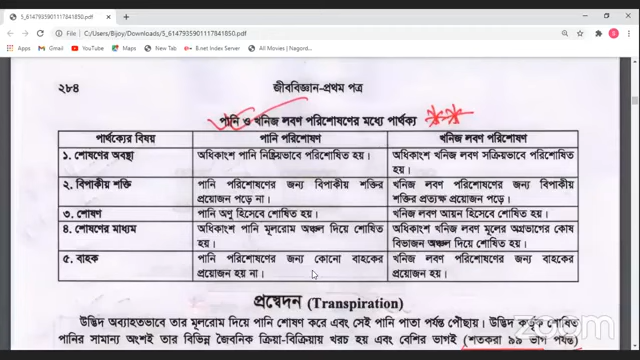 5_6147935901117841850.pdf
File | C:/Users/Bijoy/Downloads/5_6147935901117841850.pdf
Apps Gmail YouTube Maps New Tab B.net Index Server All Movies | Nagord...
২৮৪ জীববিজ্ঞান–প্রথম পত্র
পানি ও খনিজ লবণ পরিশোষণের মধ্যে পার্থক্য
পার্থক্যের বিষয় পানি পরিশোষণ খনিজ লবণ পরিশোষণ
১. শোষণের অবস্থা অধিকাংশ পানি নিষ্ক্রিয়ভাবে পরিশোষিত হয়। অধিকাংশ খনিজ লবণ সক্রিয়ভাবে পরিশোষিত
হয়।
২. বিপাকীয় শক্তি পানি পরিশোষণের জন্য বিপাকীয় শক্তির খনিজ লবণ পরিশোষণের জন্য বিপাকীয়
প্রয়োজন পড়ে না। শক্তির প্রত্যক্ষ প্রয়োজন পড়ে।
৩. শোষণ পানি অণু হিসেবে শোষিত হয়। খনিজ লবণ আয়ন হিসেবে শোষিত হয়।
৪. শোষণের মাধ্যম অধিকাংশ পানি মূলরোম অঞ্চল দিয়ে শোষিত অধিকাংশ খনিজ লবণ মূলের অগ্রভাগের কোষ
হয়। বিভাজন অঞ্চল দিয়ে শোষিত হয়।
৫. বাহক পানি পরিশোষণের জন্য কোনো বাহকের খনিজ লবণ পরিশোষণের জন্য বাহকের
প্রয়োজন হয় না। প্রয়োজন হয়।
প্রস্বেদন (Transpiration)
উদ্ভিদ অব্যাহতভাবে তার মূলরোম দিয়ে পানি শোষণ করে এবং সেই পানি পাতা পর্যন্ত পৌঁছায়। উদ্ভিদ কর্তৃক শোষিত
পানির সামান্য অংশই তার বিভিন্ন জৈবনিক ক্রিয়া-বিক্রিয়ায় খরচ হয় এবং বেশির ভাগই (শতকরা ৯৯ ভাগ পর্যন্ত)
zoom